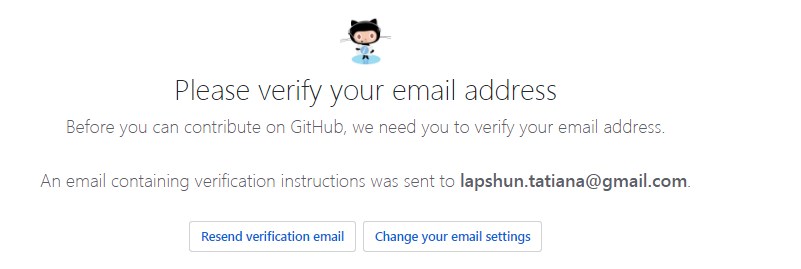 Please verify your email address
Before you can contribute on GitHub, we need you to verify your email address.
An email containing verification instructions was sent to lapshun.tatiana@gmail.com.
Resend verification email
Change your email settings